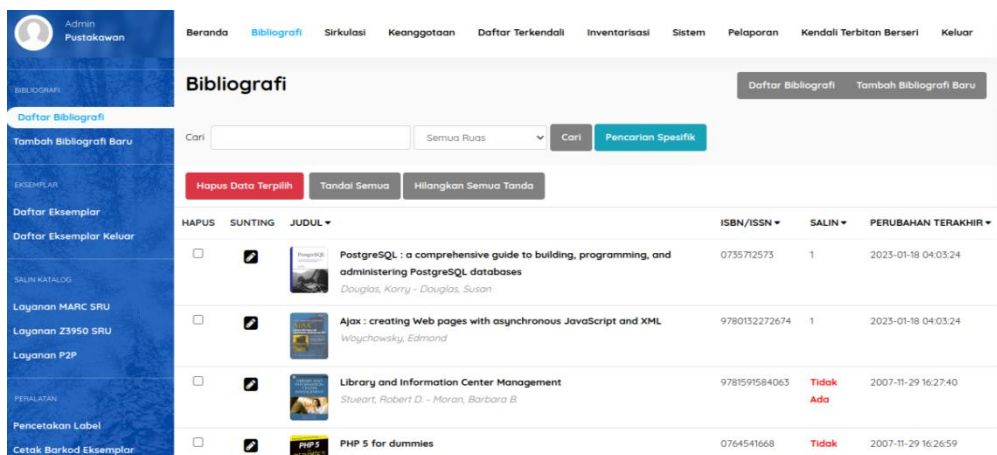 Admin
Pustakawan
Beranda Bibliografi Sirkulasi Keanggotaan Daftar Terkendali Inventarisasi Sistem Pelaporan Kendali Terbitan Berseri Keluar
BIBLIOGRAFI
Daftar Bibliografi
Tambah Bibliografi Baru
EKSEMPLAR
Daftar Eksemplar
Daftar Eksemplar Keluar
SALIN KATALOG
Layanan MARC SRU
Layanan Z3950 SRU
Layanan P2P
PERALATAN
Pencetakan Label
Cetak Barkod Eksemplar
Bibliografi
Daftar Bibliografi Tambah Bibliografi Baru
Cari Semua Ruas Cari Pencarian Spesifik
Hapus Data Terpilih Tandai Semua Hilangkan Semua Tanda
HAPUS SUNTING JUDUL ISBN/ISSN SALIN PERUBAHAN TERAKHIR
PostgreSQL
PostgreSQL : a comprehensive guide to building, programming, and 0735712573 1 2023-01-18 04:03:24
administering PostgreSQL databases
Douglas, Korry - Douglas, Susan
AJAX
Ajax : creating Web pages with asynchronous JavaScript and XML 9780132272674 1 2023-01-18 04:03:24
Woychowsky, Edmond
Library and Information Center Management 9781591584063 Tidak 2007-11-29 16:27:40
Ada
Stueart, Robert D. - Moran, Barbara B.
PHP 5
PHP 5 for dummies 0764541668 Tidak 2007-11-29 16:26:59